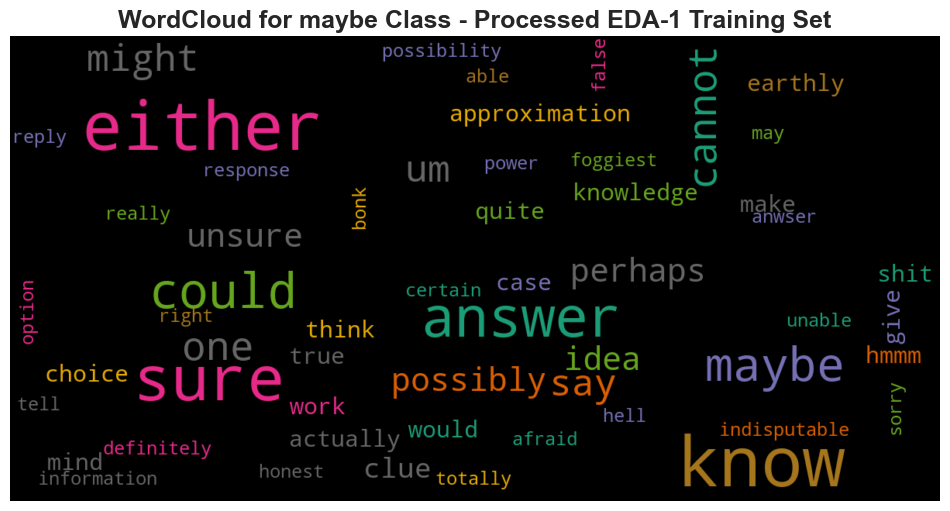 WordCloud for maybe Class - Processed EDA-1 Training Set
might
possibility
able
false
cannot
earthly
either
approximation
reply
may
response
um
power
foggiest
knowledge
bonk
make
really
quite
anwser
unsure
perhaps
shit
could
certain
case
option
right
answer
give
think
unable
one
true
idea
hmmm
choice
sure
possibly
say
maybe
tell
work
hell
sorry
would
indisputable
definitely
actually
afraid
mind
know
information
honest
clue
totally